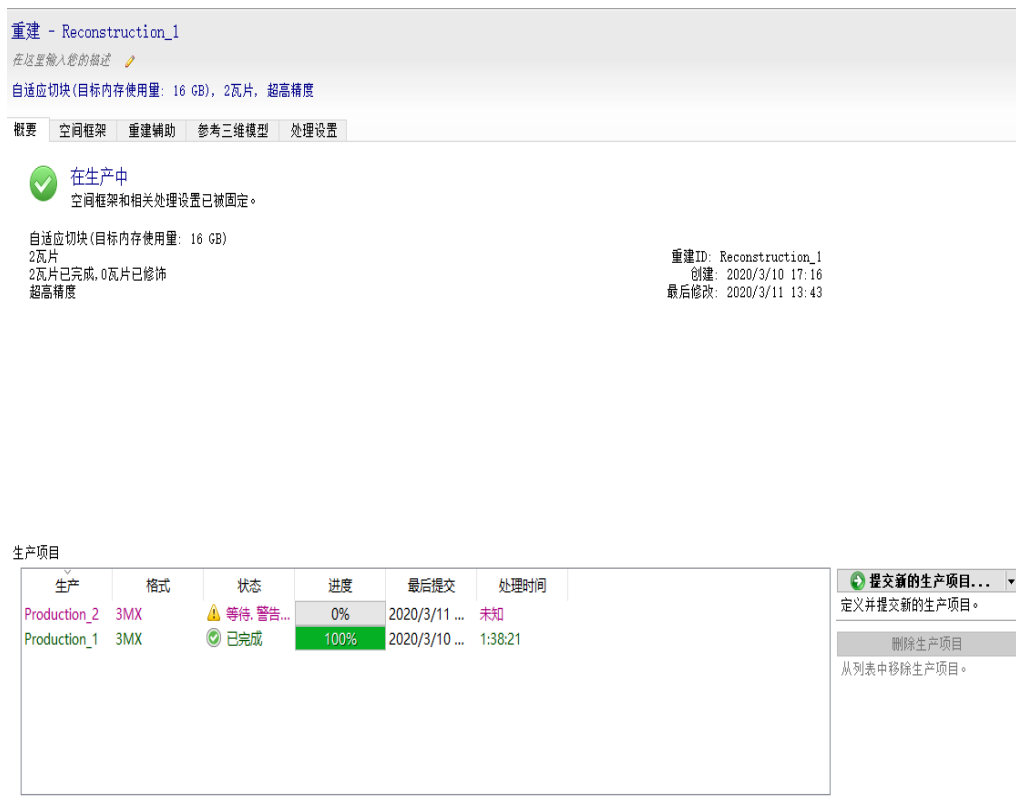 重建 - Reconstruction_1
在这里输入您的描述
自适应切块(目标内存使用量: 16 GB), 2瓦片, 超高精度
概要 空间框架 重建辅助 参考三维模型 处理设置
在生产中
空间框架和相关处理设置已被固定。
自适应切块(目标内存使用量: 16 GB)
2瓦片
2瓦片已完成,0瓦片已修饰
超高精度
重建ID: Reconstruction_1
创建: 2020/3/10 17:16
最后修改: 2020/3/11 13:43
生产项目
生产 格式 状态 进度 最后提交 处理时间
Production_2 3MX 等待. 警告... 0% 2020/3/11 ... 未知
Production_1 3MX 已完成 100% 2020/3/10 ... 1:38:21
提交新的生产项目...
定义并提交新的生产项目。
删除生产项目
从列表中移除生产项目。